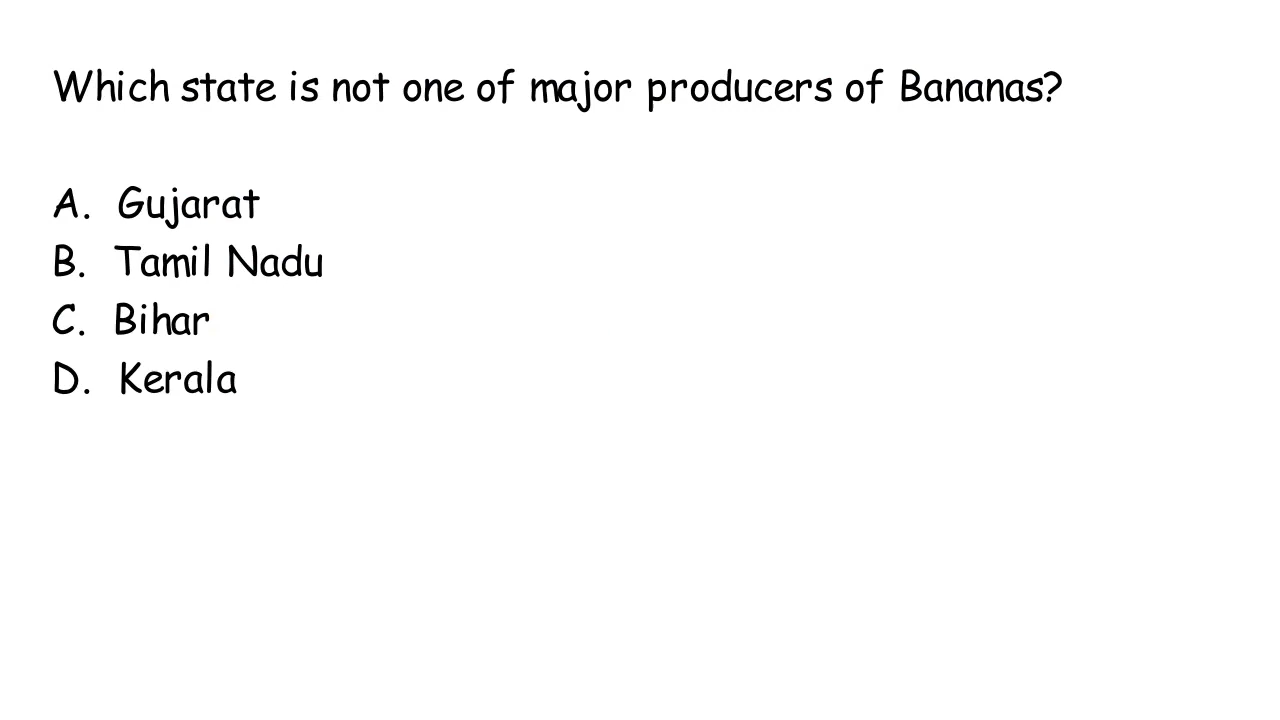 Which state is not one of major producers of Bananas?
A. Gujarat
B. Tamil Nadu
C. Bihar
D. Kerala